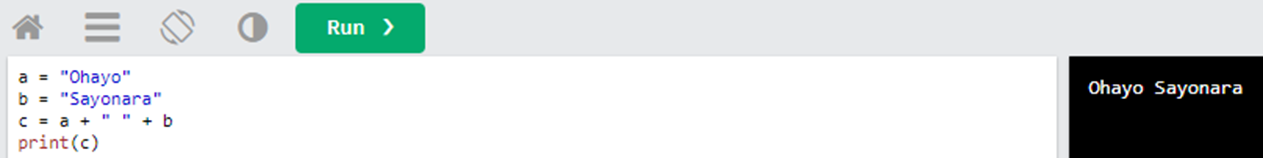 Run ❯
a = "Ohayo"
b = "Sayonara"
c = a + " " + b
print(c)
Ohayo Sayonara